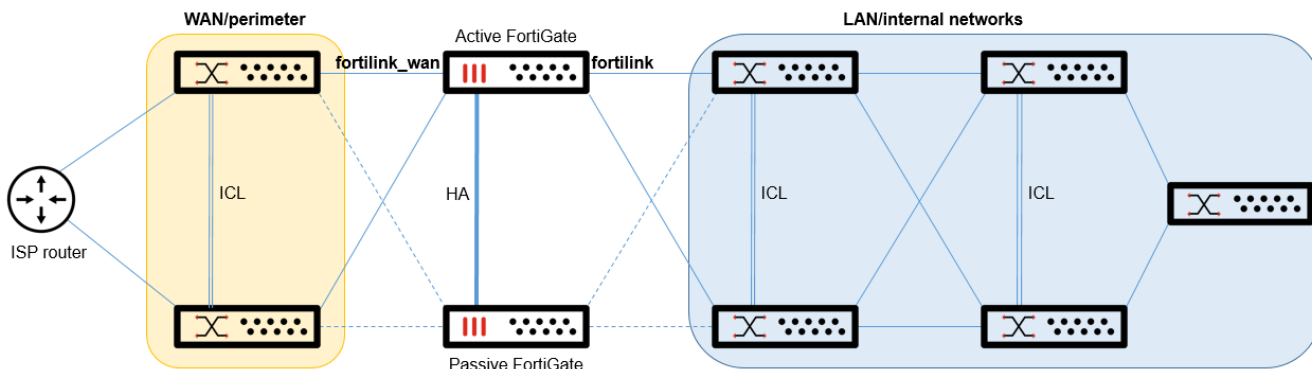 WAN/perimeter
LAN/internal networks
Active FortiGate
fortilink_wan
fortilink
ICL
HA
ICL
ICL
ISP router
Passive FortiGate